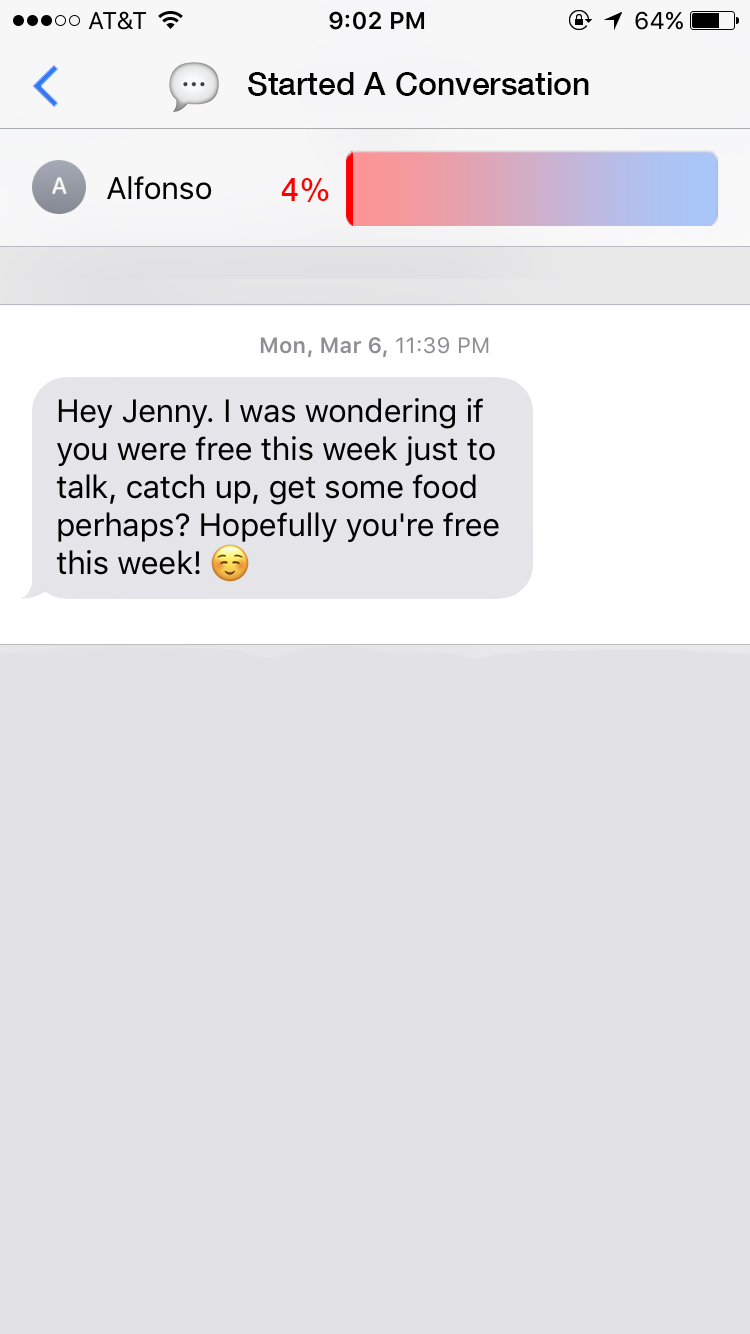 AT&T 9:02 PM 64%
Started A Conversation
A Alfonso 4%
Mon, Mar 6, 11:39 PM
Hey Jenny. I was wondering if
you were free this week just to
talk, catch up, get some food
perhaps? Hopefully you're free
this week! ☺️